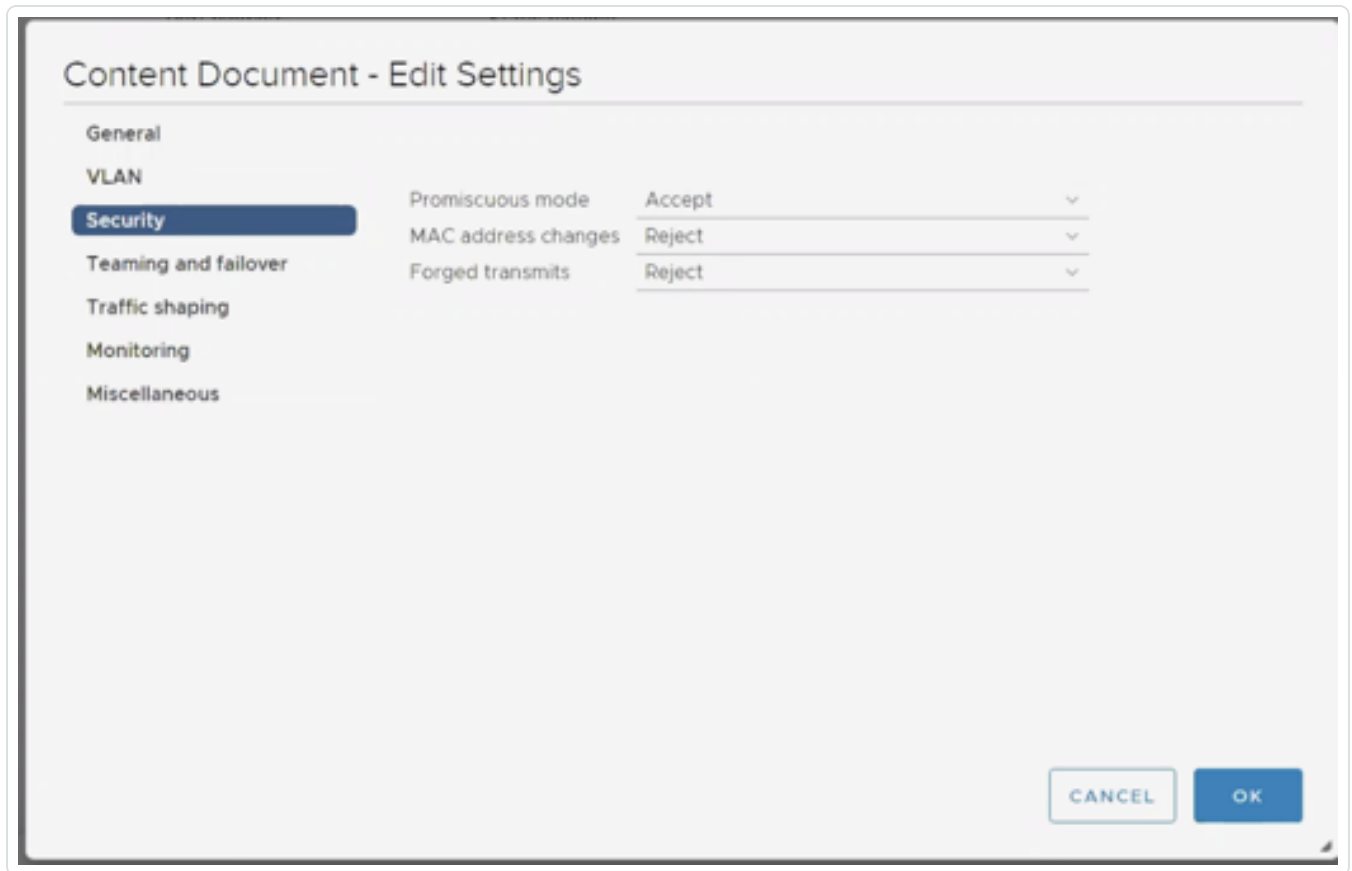 Content Document - Edit Settings
General
VLAN
Security
Teaming and failover
Traffic shaping
Monitoring
Miscellaneous
Promiscuous mode Accept
MAC address changes Reject
Forged transmits Reject
CANCEL OK